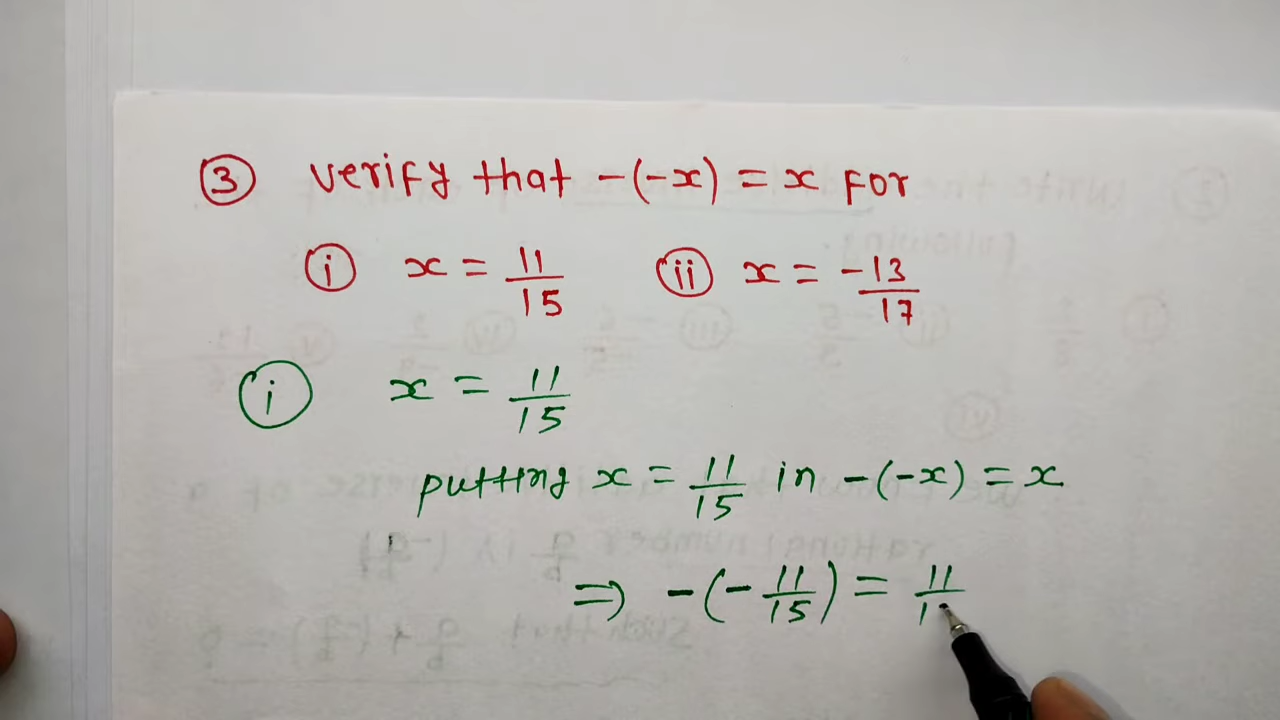 ③ verify that -(-x) = x for
ⓘ x = 11/15 ⓘⓘ x = -13/17
ⓘ x = 11/15
putting x = 11/15 in -(-x) = x
⇒ -(-11/15) = 11/1